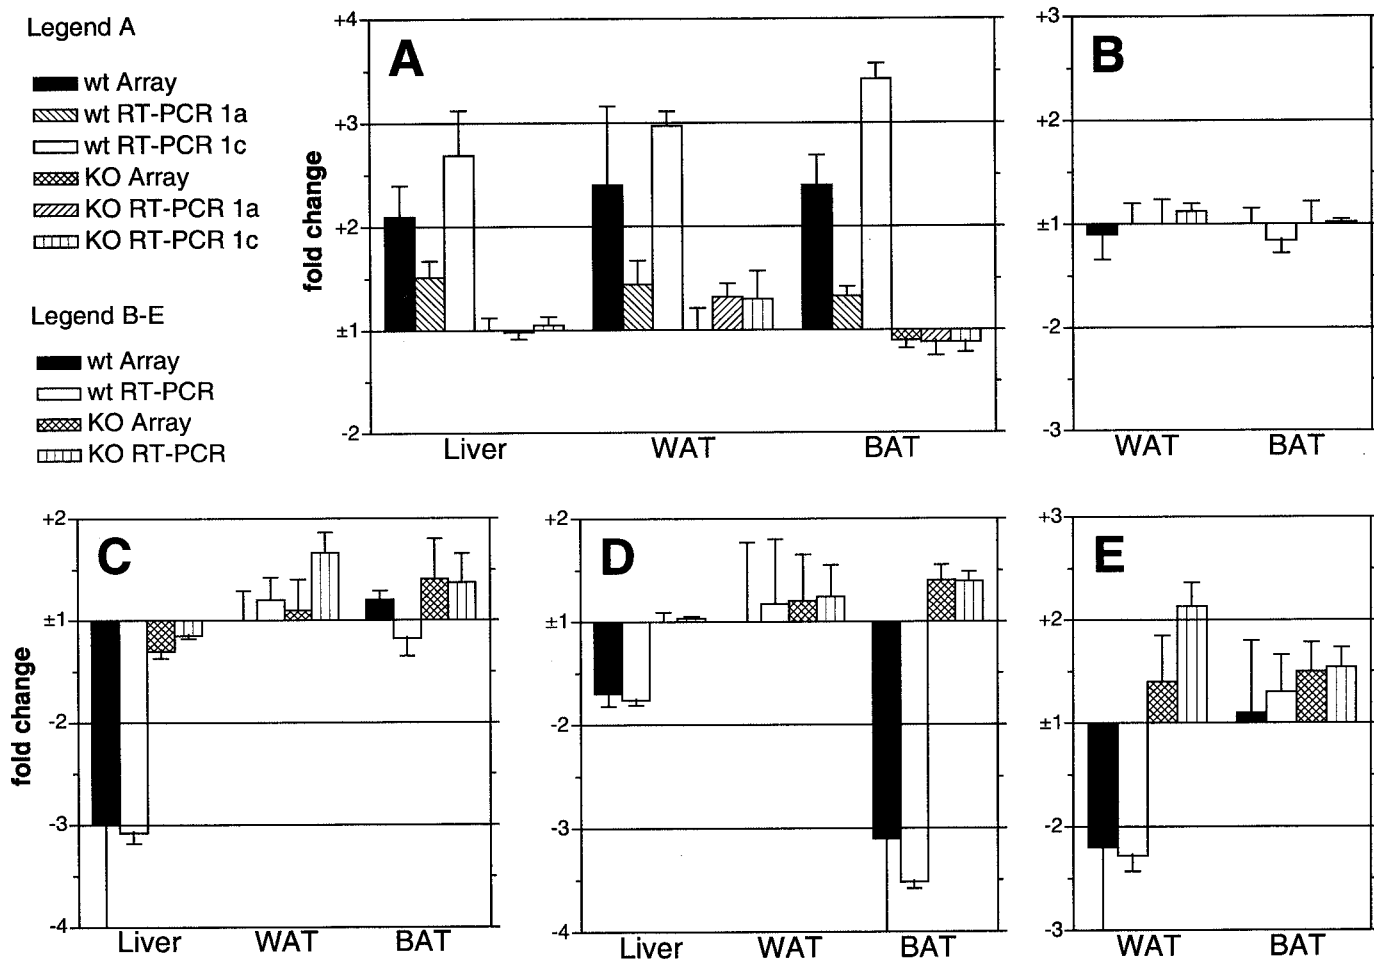 Legend A
wt Array
wt RT-PCR 1a
wt RT-PCR 1c
KO Array
KO RT-PCR 1a
KO RT-PCR 1c
Legend B-E
wt Array
wt RT-PCR
KO Array
KO RT-PCR
A
fold change
+4
+3
+2
±1
-2
Liver WAT BAT
B
+3
+2
±1
-2
-3
WAT BAT
C
fold change
+2
±1
-2
-3
-4
Liver WAT BAT
D
+2
±1
-2
-3
-4
Liver WAT BAT
E
+3
+2
±1
-2
-3
WAT BAT